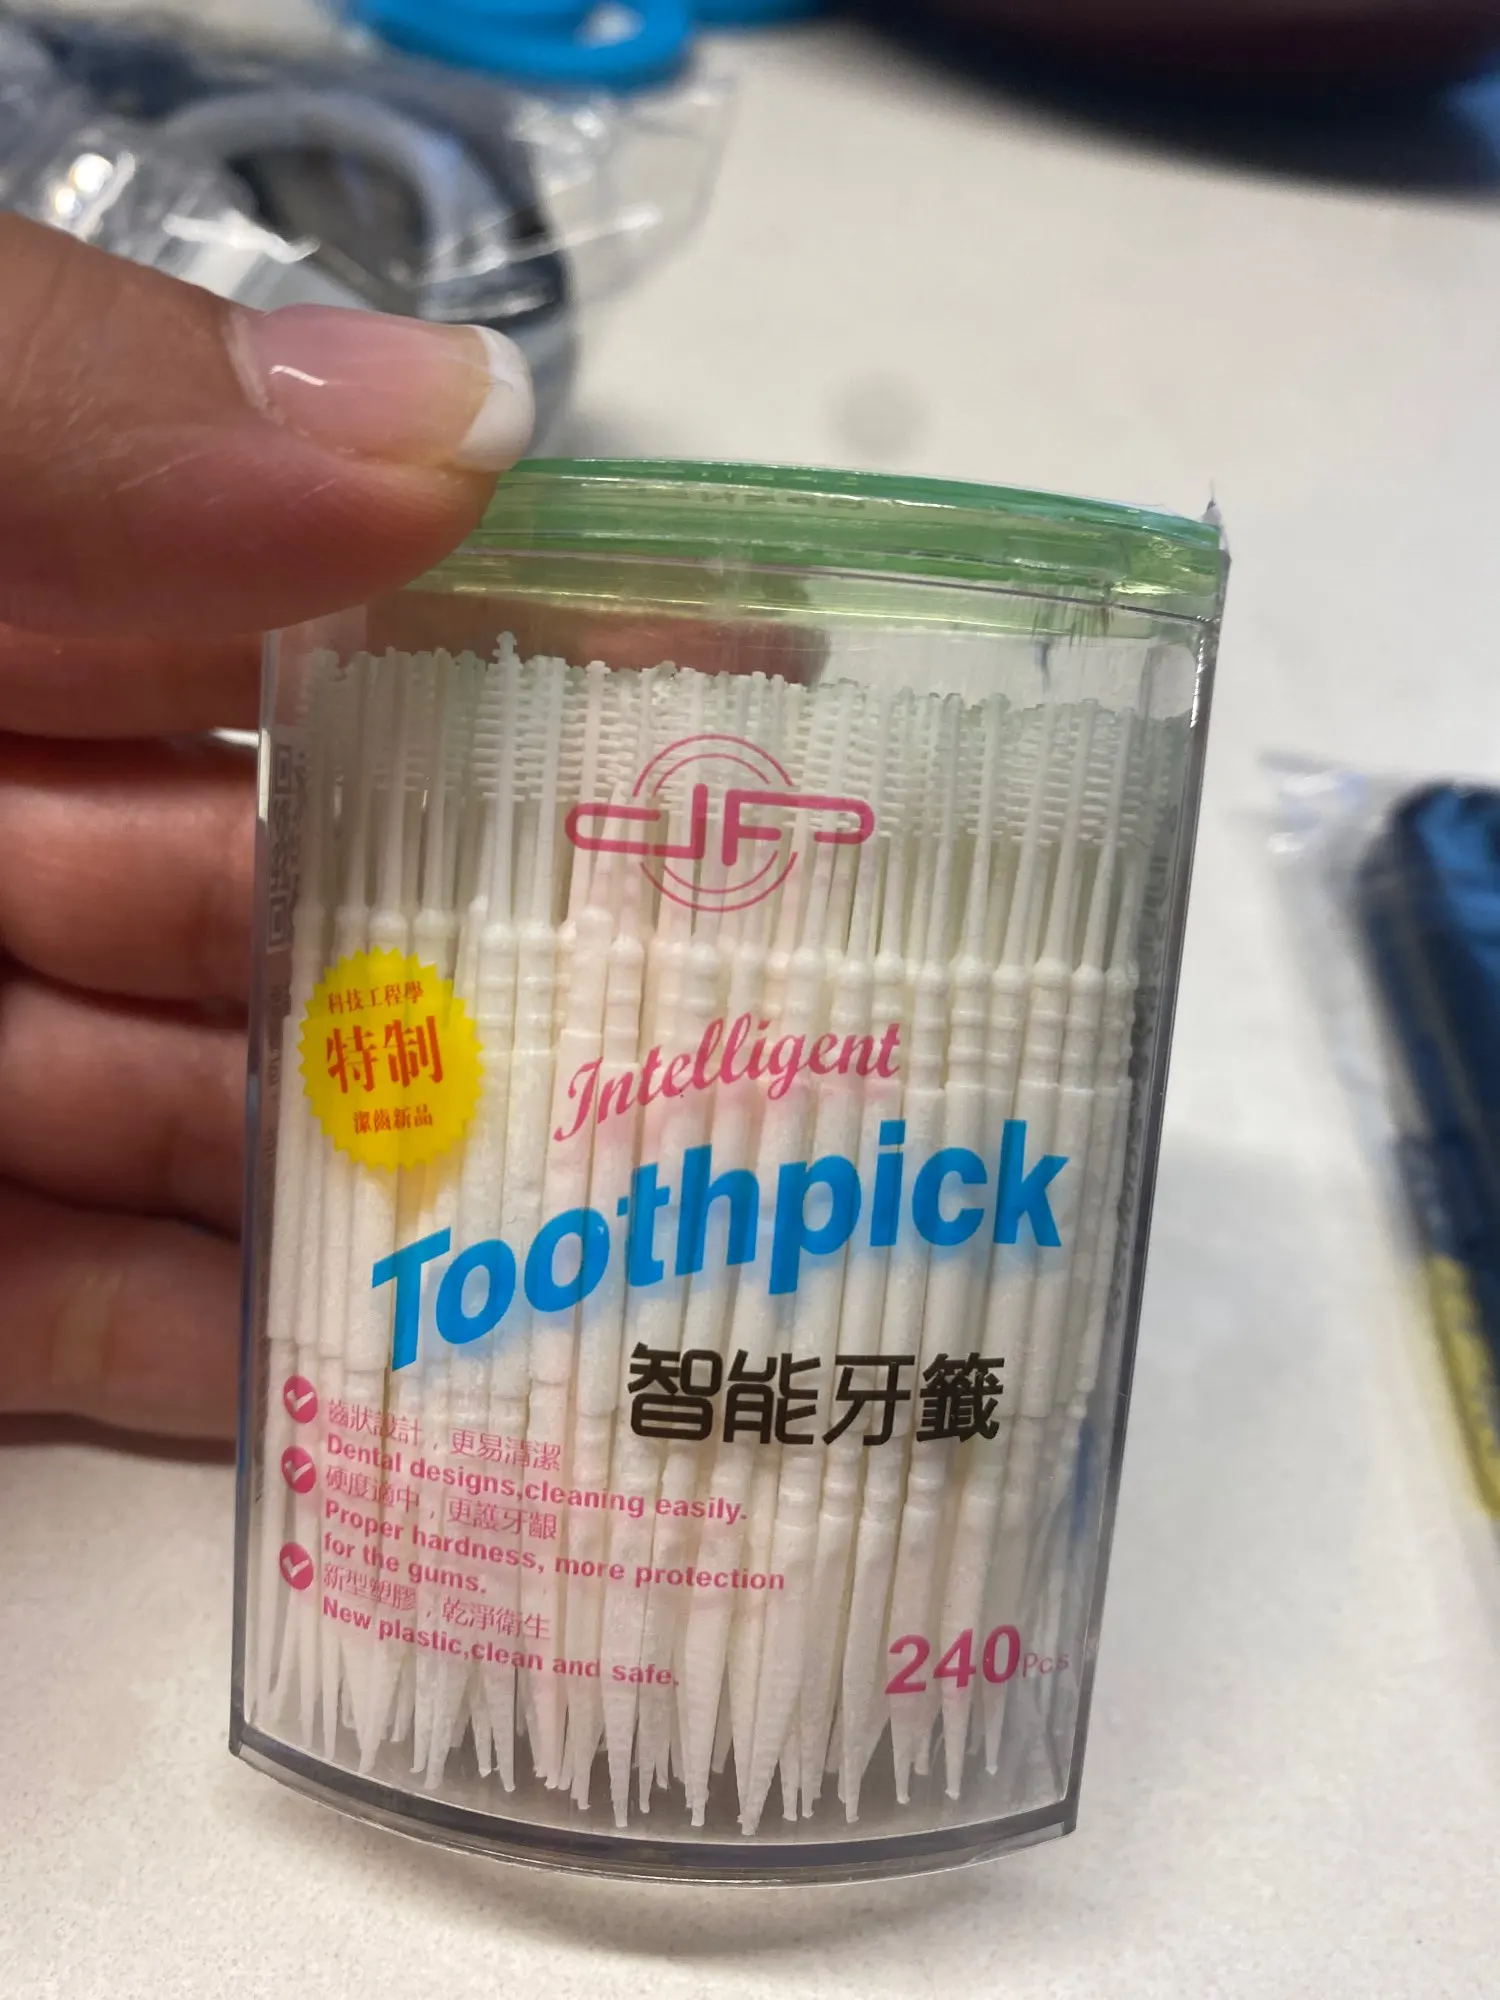 JF
科技工程學
特制
潔齒新品
Intelligent
Toothpick
智能牙籤
齒狀設計，更易清潔
Dental designs,cleaning easily.
硬度適中，更護牙齦
Proper hardness, more protection
for the gums.
新型塑膠，乾淨衛生
New plastic,clean and safe.
240Pcs